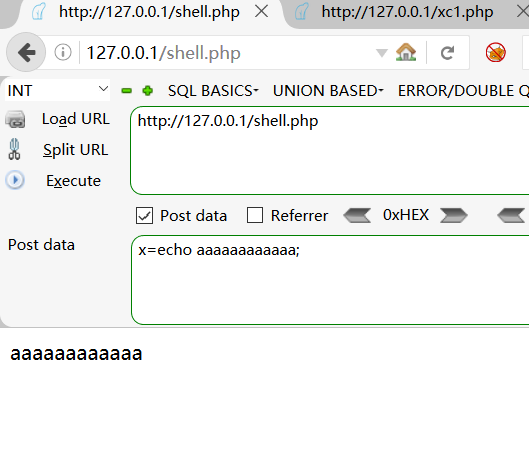 http://127.0.0.1/shell.php
http://127.0.0.1/xc1.php
127.0.0.1/shell.php
INT
SQL BASICS
UNION BASED
ERROR/DOUBLE Q
Load URL
http://127.0.0.1/shell.php
Split URL
Execute
Post data
Referrer
0xHEX
Post data
x=echo aaaaaaaaaaaa;
aaaaaaaaaaaa